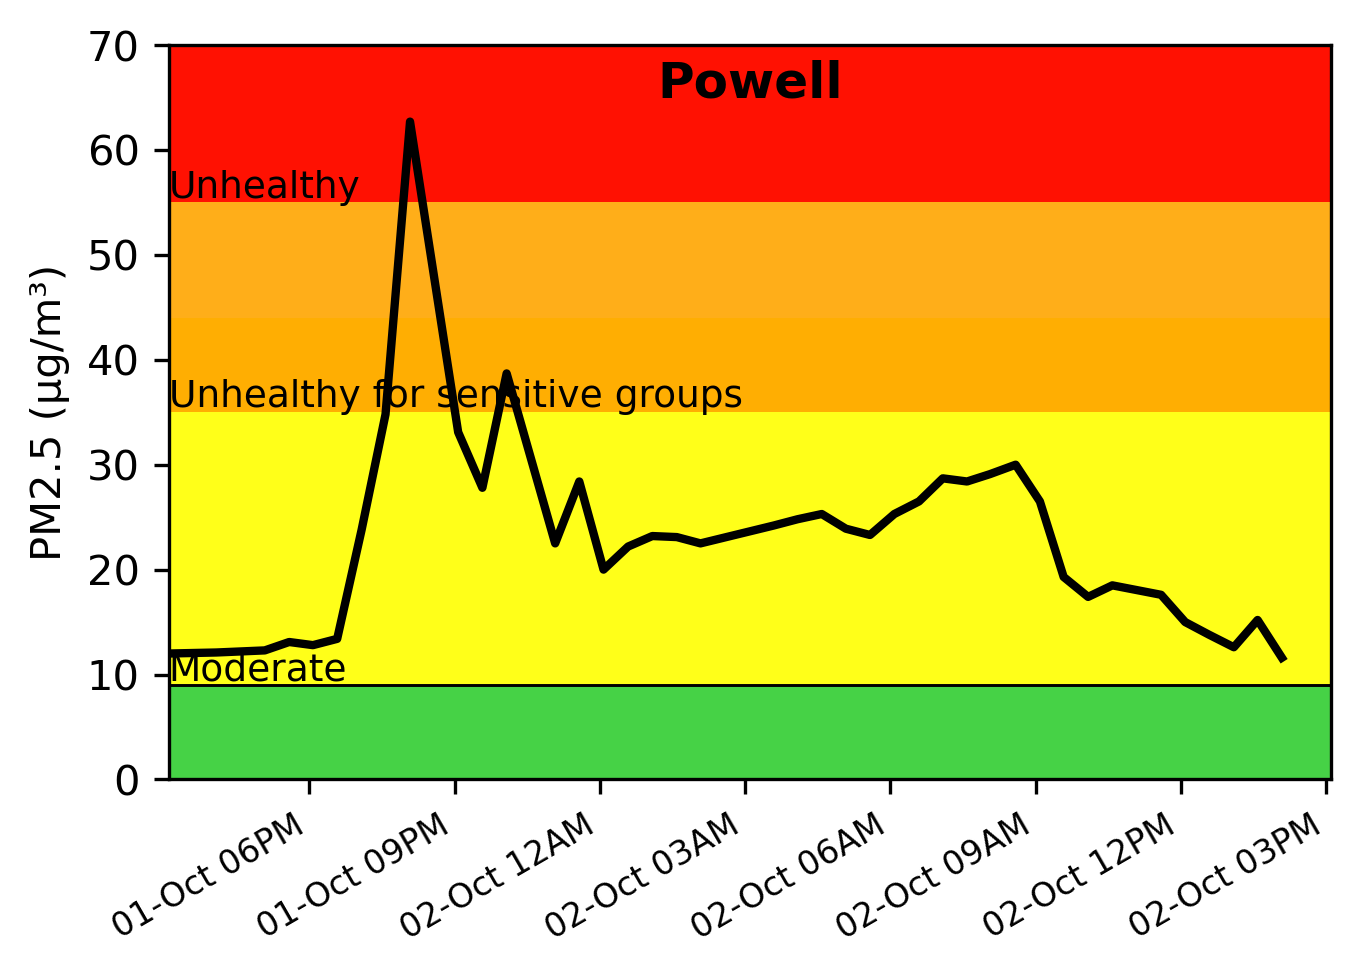 Powell
70
60
50
40
30
20
10
0
PM2.5 (µg/m³)
Unhealthy
Unhealthy for sensitive groups
Moderate
01-Oct 06PM
01-Oct 09PM
02-Oct 12AM
02-Oct 03AM
02-Oct 06AM
02-Oct 09AM
02-Oct 12PM
02-Oct 03PM